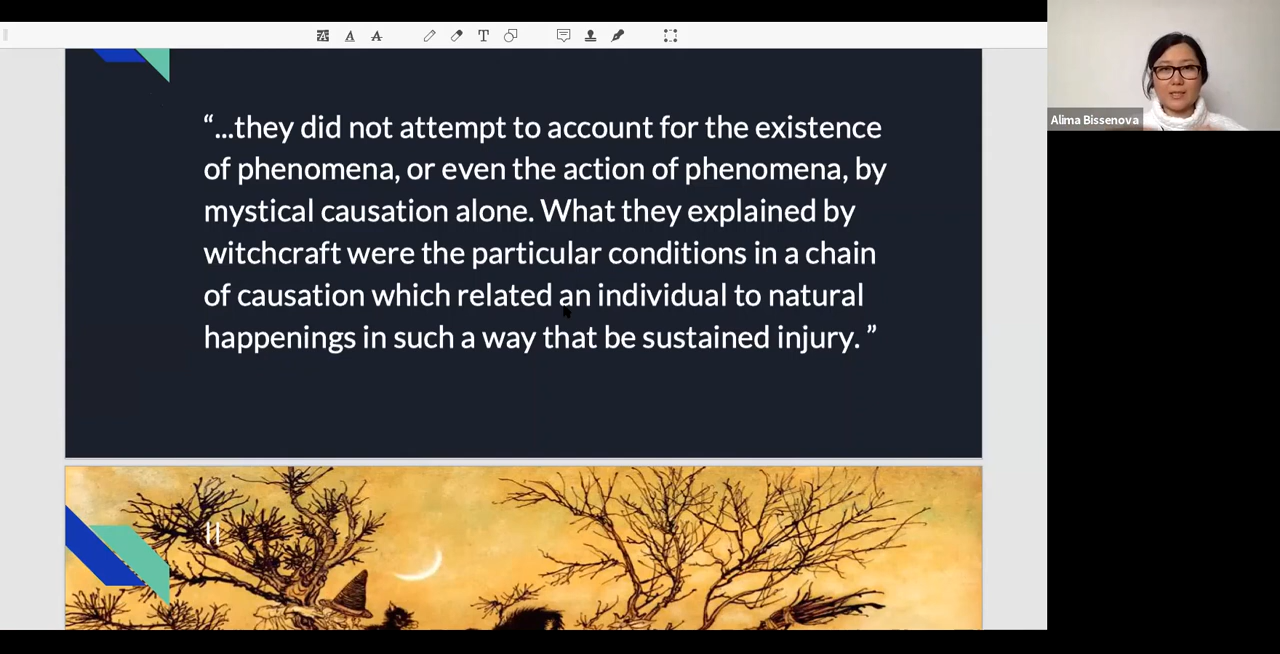 “...they did not attempt to account for the existence
of phenomena, or even the action of phenomena, by
mystical causation alone. What they explained by
witchcraft were the particular conditions in a chain
of causation which related an individual to natural
happenings in such a way that be sustained injury. ”
Alima Bissenova